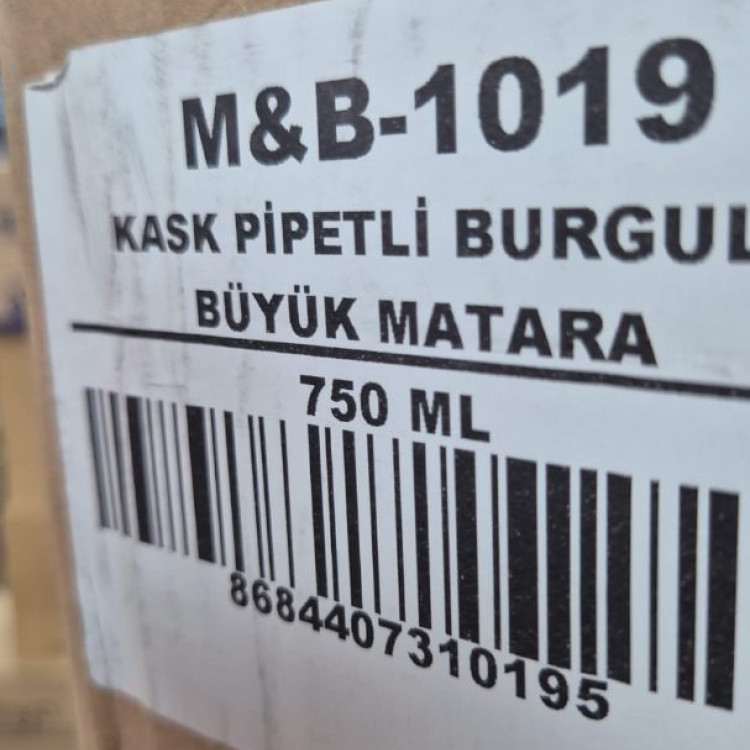 M&B-1019
KASK PİPETLİ BURGUL
BÜYÜK MATARA
750 ML
8684407310195